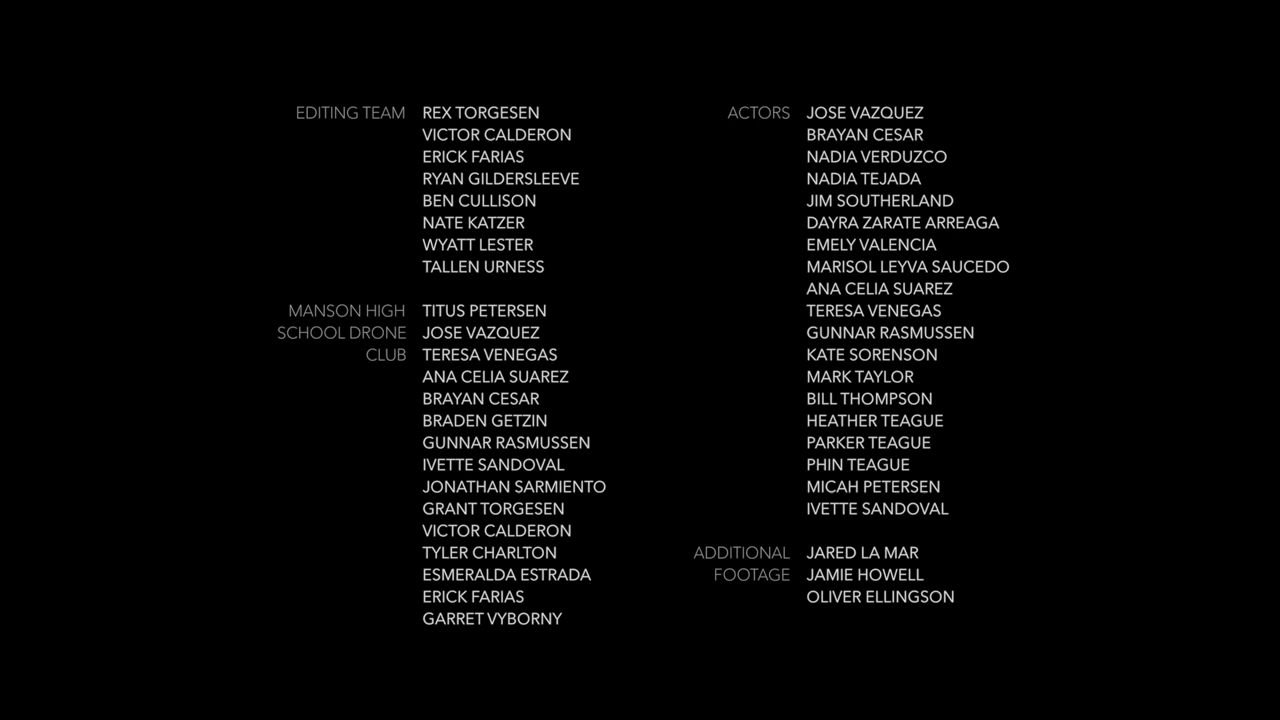 EDITING TEAM REX TORGESEN
VICTOR CALDERON
ERICK FARIAS
RYAN GILDERSLEEVE
BEN CULLISON
NATE KATZER
WYATT LESTER
TALLEN URNESS
MANSON HIGH TITUS PETERSEN
SCHOOL DRONE JOSE VAZQUEZ
CLUB TERESA VENEGAS
ANA CELIA SUAREZ
BRAYAN CESAR
BRADEN GETZIN
GUNNAR RASMUSSEN
IVETTE SANDOVAL
JONATHAN SARMIENTO
GRANT TORGESEN
VICTOR CALDERON
TYLER CHARLTON
ESMERALDA ESTRADA
ERICK FARIAS
GARRET VYBORNY
ACTORS JOSE VAZQUEZ
BRAYAN CESAR
NADIA VERDUZCO
NADIA TEJADA
JIM SOUTHERLAND
DAYRA ZARATE ARREAGA
EMELY VALENCIA
MARISOL LEYVA SAUCEDO
ANA CELIA SUAREZ
TERESA VENEGAS
GUNNAR RASMUSSEN
KATE SORENSON
MARK TAYLOR
BILL THOMPSON
HEATHER TEAGUE
PARKER TEAGUE
PHIN TEAGUE
MICAH PETERSEN
IVETTE SANDOVAL
ADDITIONAL JARED LA MAR
FOOTAGE JAMIE HOWELL
OLIVER ELLINGSON